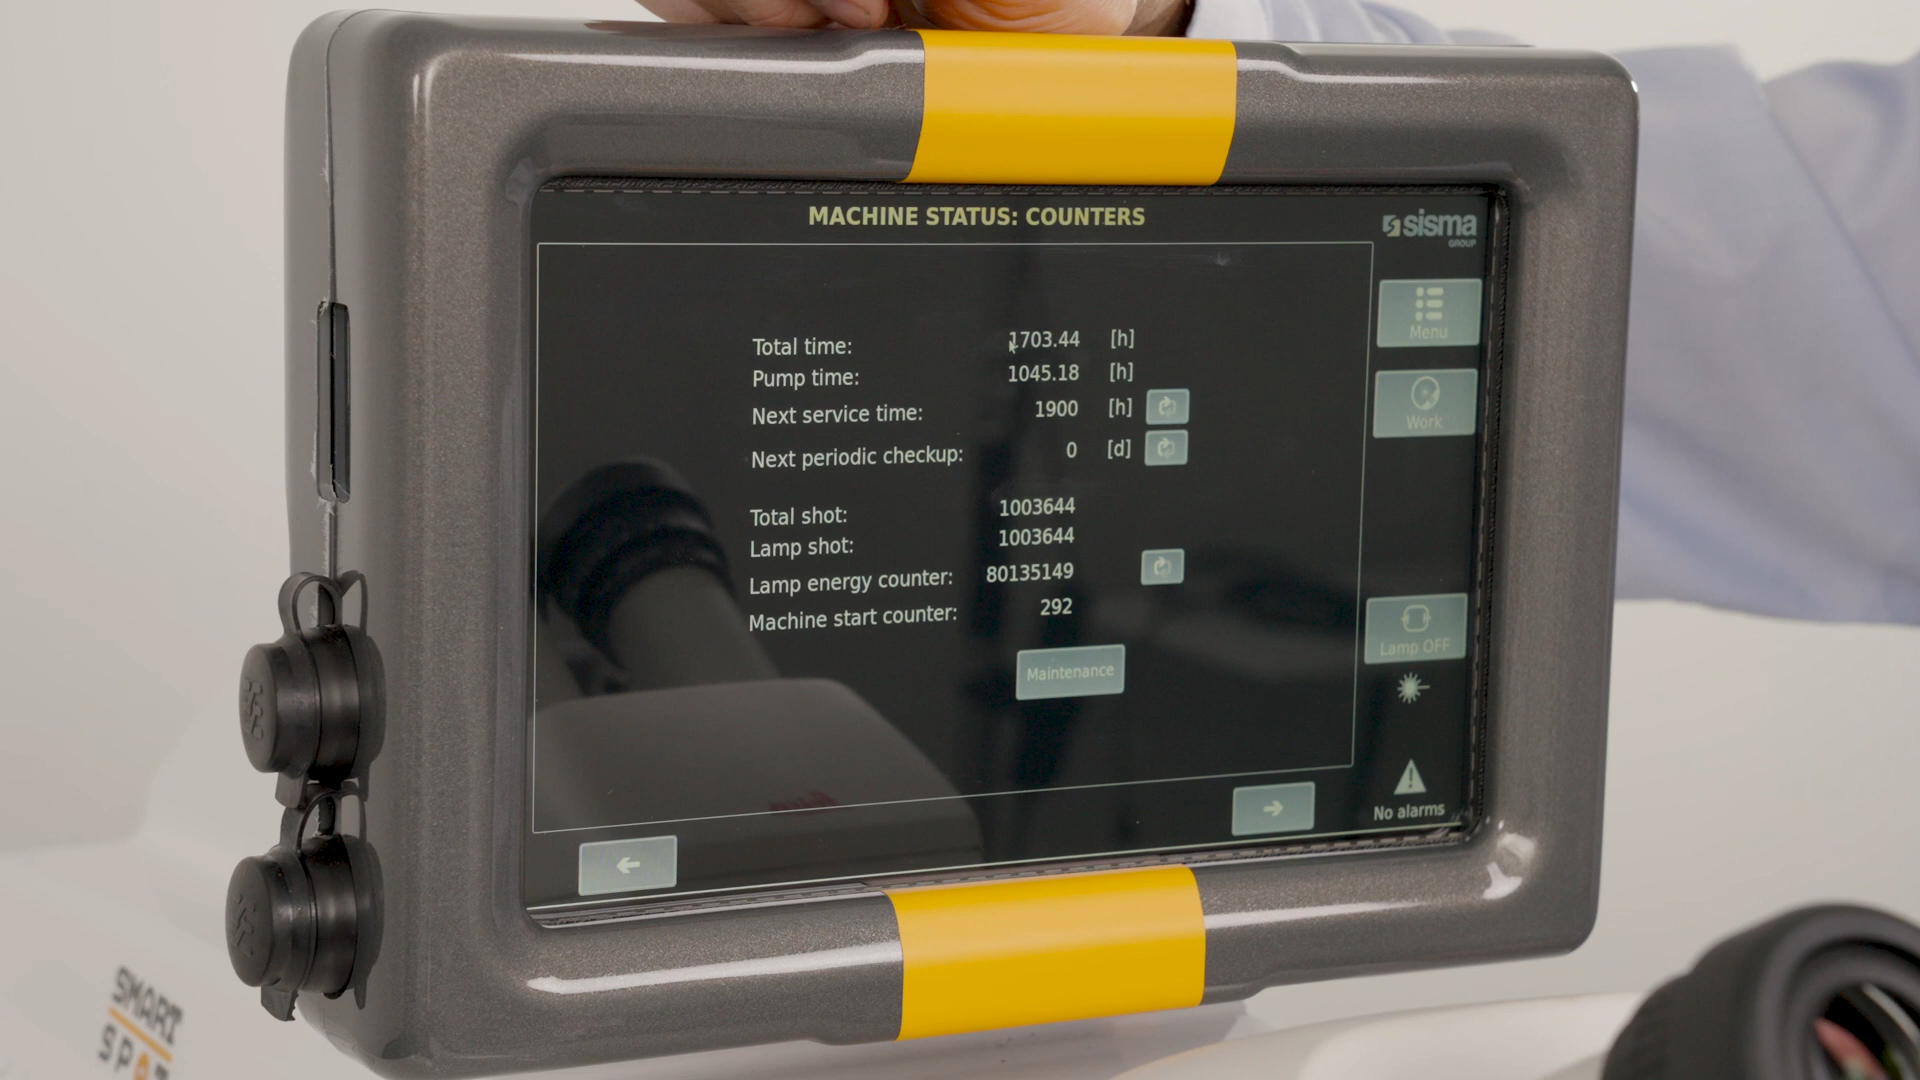 MACHINE STATUS: COUNTERS
sisma
GROUP
Total time: 1703.44 [h]
Pump time: 1045.18 [h]
Next service time: 1900 [h]
Next periodic checkup: 0 [d]
Total shot: 1003644
Lamp shot: 1003644
Lamp energy counter: 80135149
Machine start counter: 292
Maintenance
Menu
Work
Lamp OFF
No alarms
SMART